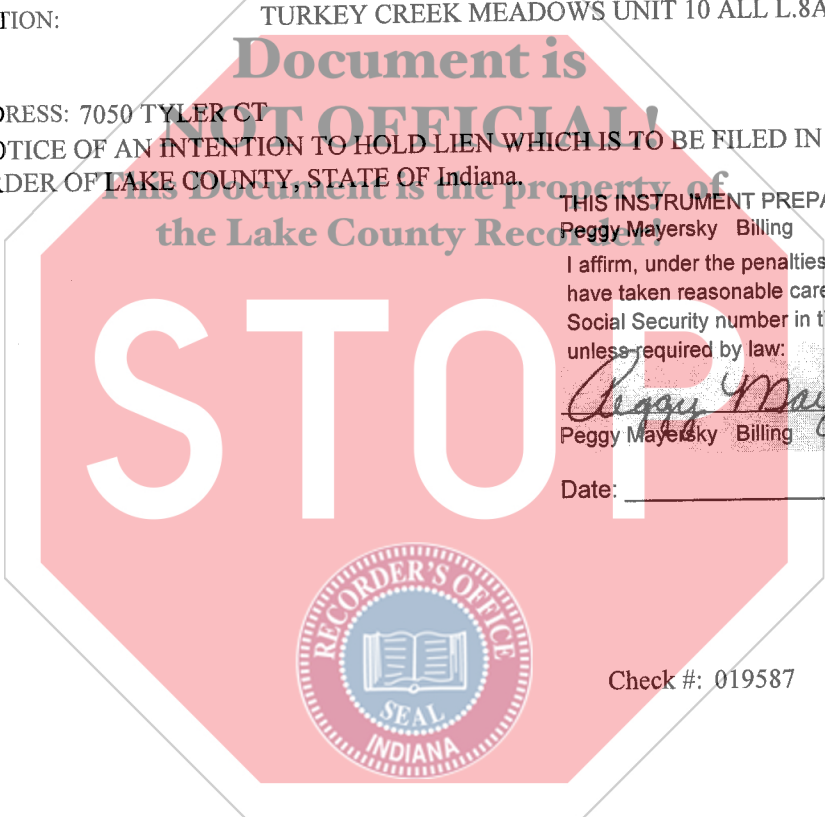 TION: TURKEY CREEK MEADOWS UNIT 10 ALL L.8A
Document is
NOT OFFICIAL!
DRESS: 7050 TYLER CT
OTICE OF AN INTENTION TO HOLD LIEN WHICH IS TO BE FILED IN
RDER OF LAKE COUNTY, STATE OF Indiana.
This Document is the property of
the Lake County Recorder!
THIS INSTRUMENT PREPA
Peggy Mayersky Billing
I affirm, under the penalties
have taken reasonable care
Social Security number in t
unless required by law:
Peggy May
Peggy Mayersky Billing
Date:
STOP
RECORDER'S OFFICE
SEAL
INDIANA
Check #: 019587